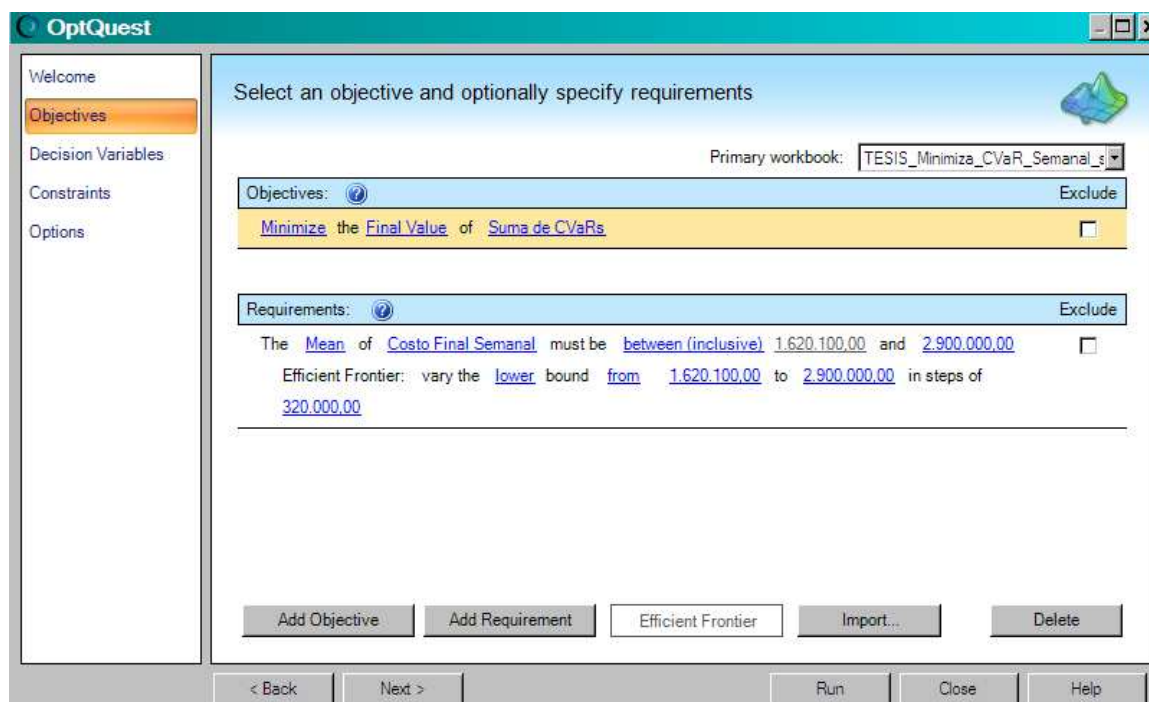 OptQuest
Welcome
Objectives
Decision Variables
Constraints
Options
Select an objective and optionally specify requirements
Primary workbook: TESIS_Minimiza_CVaR_Semanal_s
Objectives: Exclude
Minimize the Final Value of Suma de CVaRs
Requirements: Exclude
The Mean of Costo Final Semanal must be between (inclusive) 1.620.100,00 and 2.900.000,00
Efficient Frontier: vary the lower bound from 1.620.100,00 to 2.900.000,00 in steps of
320.000,00
Add Objective Add Requirement Efficient Frontier Import... Delete
< Back Next > Run Close Help